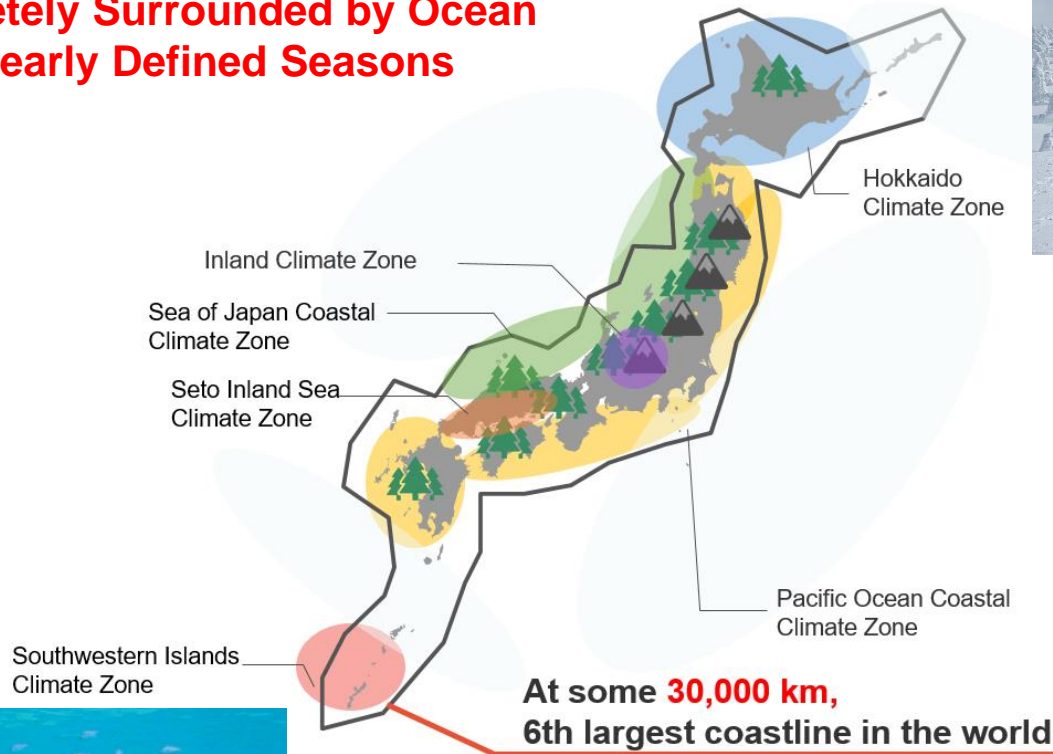 Surrounded by Ocean
Defined Seasons
Hokkaido
Climate Zone
Inland Climate Zone
Sea of Japan Coastal
Climate Zone
Seto Inland Sea
Climate Zone
Pacific Ocean Coastal
Climate Zone
Southwestern Islands
Climate Zone
At some 30,000 km,
6th largest coastline in the world